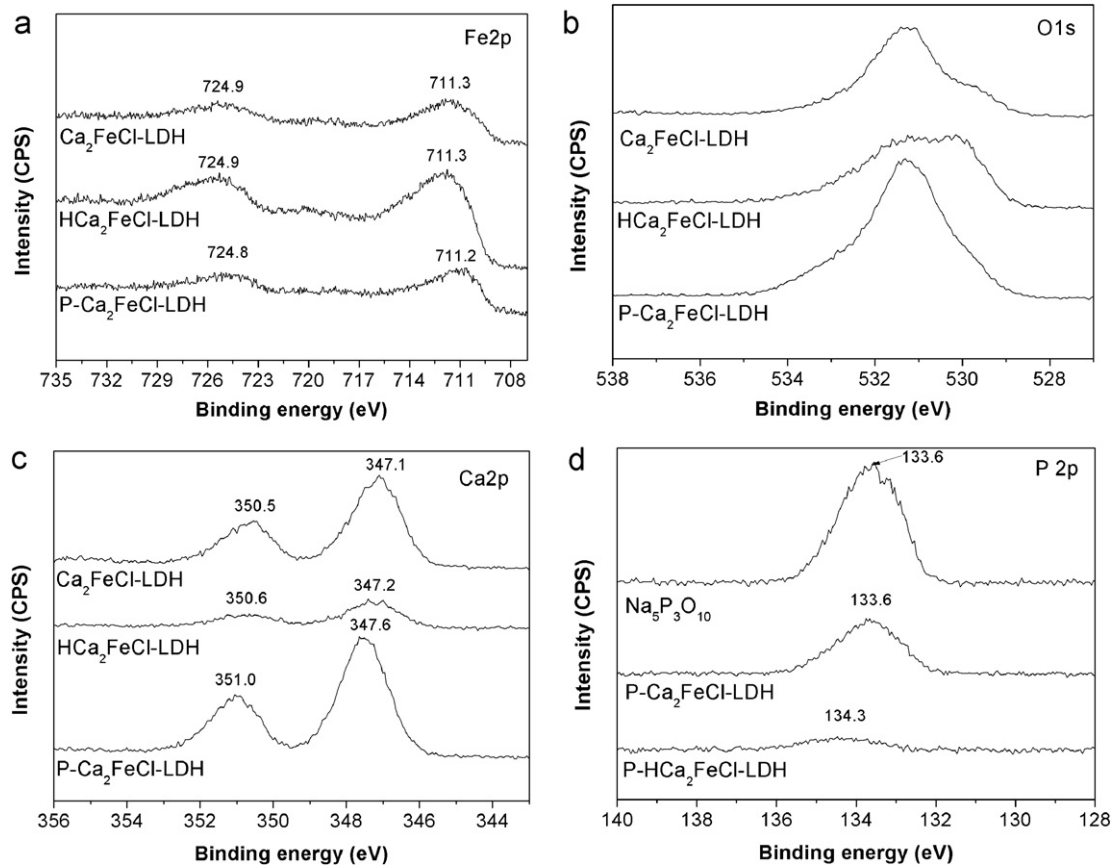 a
Fe2p
724.9
711.3
Ca₂FeCl-LDH
724.9
711.3
HCa₂FeCl-LDH
724.8
711.2
P-Ca₂FeCl-LDH
Intensity (CPS)
735 732 729 726 723 720 717 714 711 708
Binding energy (eV)
b
O1s
Ca₂FeCl-LDH
HCa₂FeCl-LDH
P-Ca₂FeCl-LDH
Intensity (CPS)
538 536 534 532 530 528
Binding energy (eV)
c
Ca2p
347.1
350.5
Ca₂FeCl-LDH
347.2
350.6
HCa₂FeCl-LDH
347.6
351.0
P-Ca₂FeCl-LDH
Intensity (CPS)
356 354 352 350 348 346 344
Binding energy (eV)
d
P 2p
133.6
Na₅P₃O₁₀
133.6
P-Ca₂FeCl-LDH
134.3
P-HCa₂FeCl-LDH
Intensity (CPS)
140 138 136 134 132 130 128
Binding energy (eV)